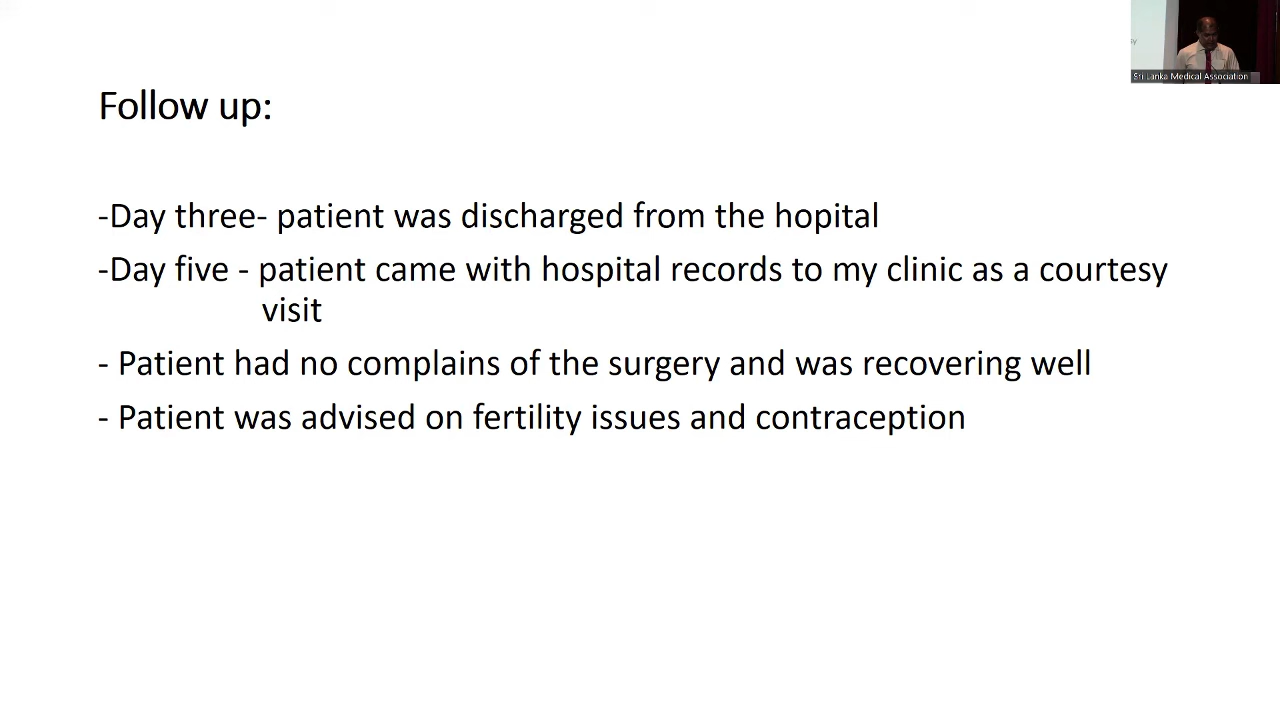 Sri Lanka Medical Association
Follow up:
-Day three- patient was discharged from the hopital
-Day five - patient came with hospital records to my clinic as a courtesy
visit
- Patient had no complains of the surgery and was recovering well
- Patient was advised on fertility issues and contraception